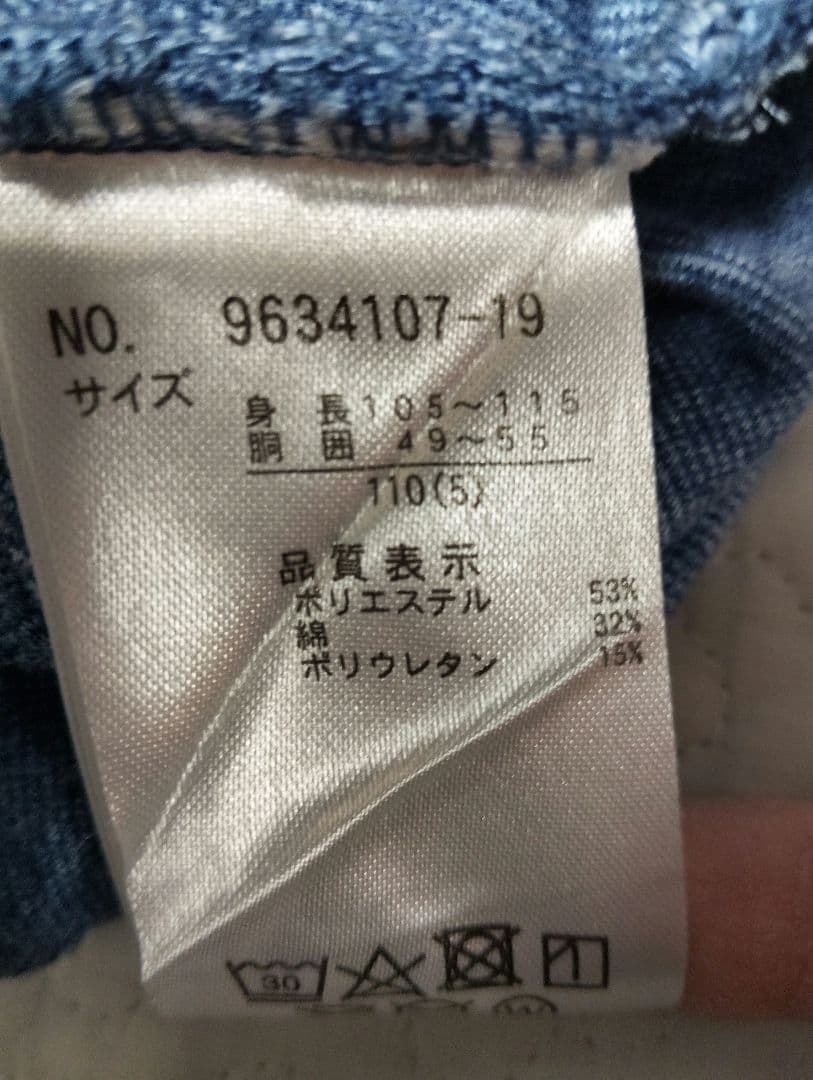 NO. 9634107-19
サイズ
身長105～115
胴囲 49～55
110(5)
品質表示
ポリエステル 53%
綿 32%
ポリウレタン 15%
30